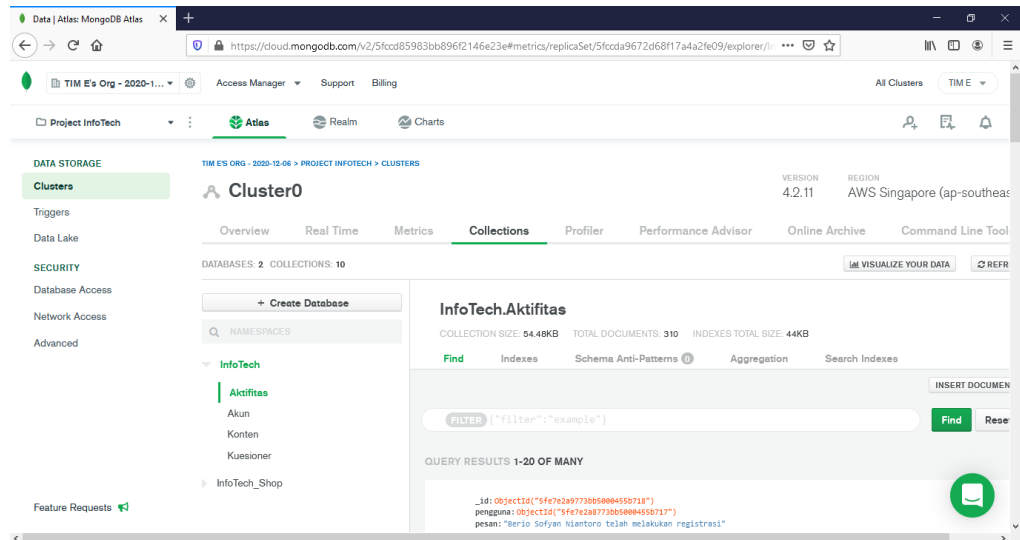 Data | Atlas: MongoDB Atlas
https://cloud.mongodb.com/v2/5fccd85983bb896f2146e23e#metrics/replicaSet/5fccda9672d68f17a4a2fe09/explorer/I
TIM E's Org - 2020-1...
Access Manager
Support
Billing
All Clusters
TIM E
Project InfoTech
Atlas
Realm
Charts
DATA STORAGE
Clusters
Triggers
Data Lake
SECURITY
Database Access
Network Access
Advanced
Feature Requests
TIM E'S ORG - 2020-12-06 > PROJECT INFOTECH > CLUSTERS
Cluster0
VERSION
4.2.11
REGION
AWS Singapore (ap-southeas
Overview
Real Time
Metrics
Collections
Profiler
Performance Advisor
Online Archive
Command Line Tool
DATABASES: 2 COLLECTIONS: 10
VISUALIZE YOUR DATA
REFR
+ Create Database
NAMESPACES
InfoTech
Aktifitas
Akun
Konten
Kuesioner
InfoTech_Shop
InfoTech.Aktifitas
COLLECTION SIZE: 54.48KB TOTAL DOCUMENTS: 310 INDEXES TOTAL SIZE: 44KB
Find
Indexes
Schema Anti-Patterns 0
Aggregation
Search Indexes
INSERT DOCUMEN
FILTER {"filter":"example"}
Find
Rese
QUERY RESULTS 1-20 OF MANY
_id: ObjectId("5fe7e2a9773bb5000455b718")
pengguna: ObjectId("5fe7e2a8773bb5000455b717")
pesan: "Berio Sofyan Niantoro telah melakukan registrasi"